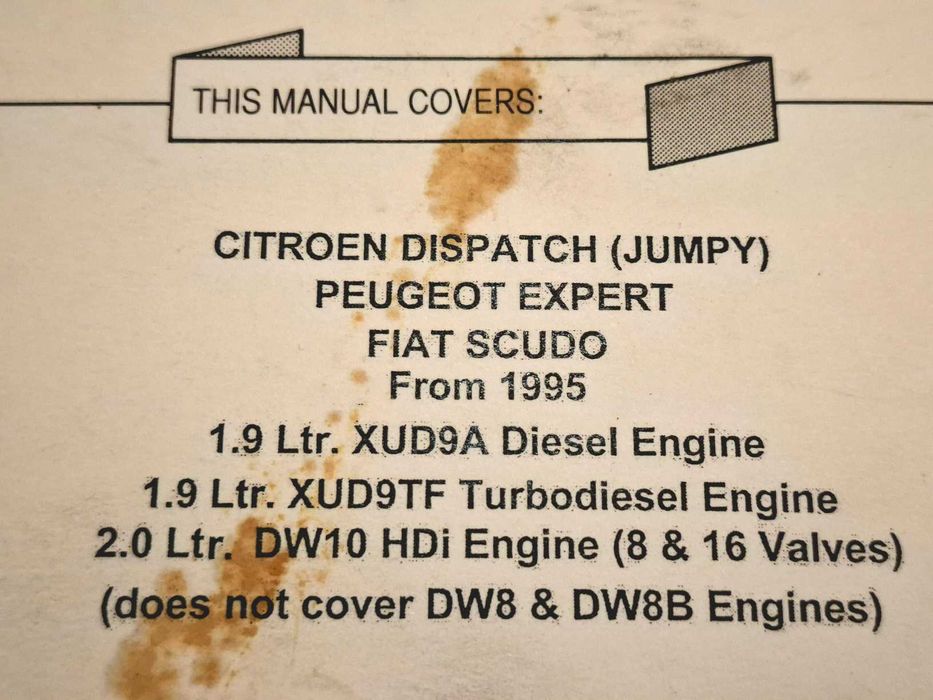 THIS MANUAL COVERS:
CITROEN DISPATCH (JUMPY)
PEUGEOT EXPERT
FIAT SCUDO
From 1995
1.9 Ltr. XUD9A Diesel Engine
1.9 Ltr. XUD9TF Turbodiesel Engine
2.0 Ltr. DW10 HDi Engine (8 & 16 Valves)
(does not cover DW8 & DW8B Engines)